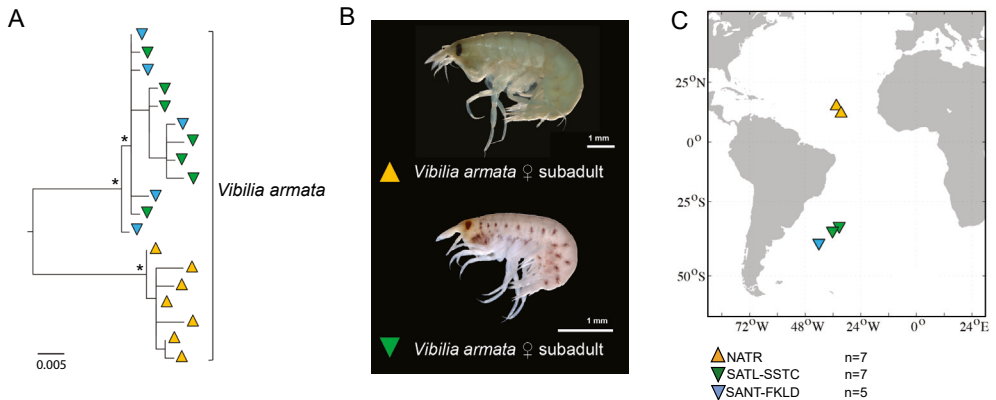 A
*
*
*
Vibilia armata
0.005
B
1 mm
Vibilia armata ♀ subadult
1 mm
Vibilia armata ♀ subadult
C
25°N
0°
25°S
50°S
72°W 48°W 24°W 0° 24°E
NATR n=7
SATL-SSTC n=7
SANT-FKLD n=5